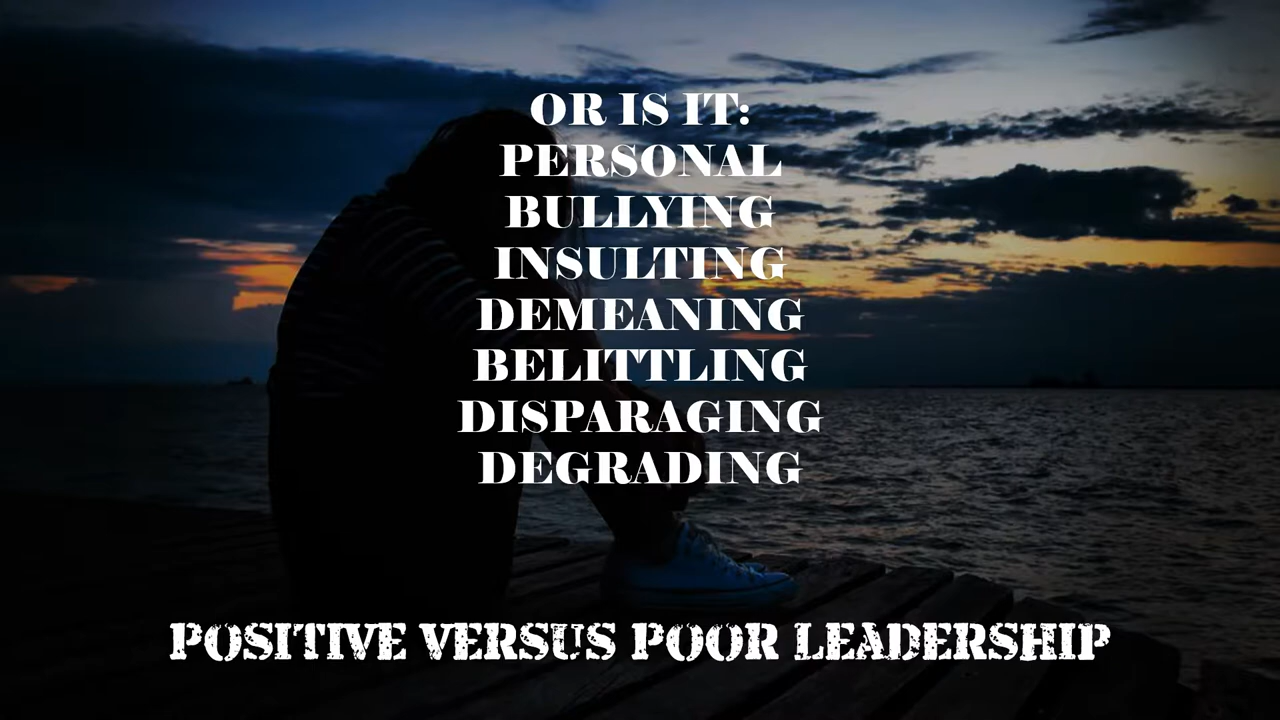 OR IS IT:
PERSONAL
BULLYING
INSULTING
DEMEANING
BELITTLING
DISPARAGING
DEGRADING
POSITIVE VERSUS POOR LEADERSHIP